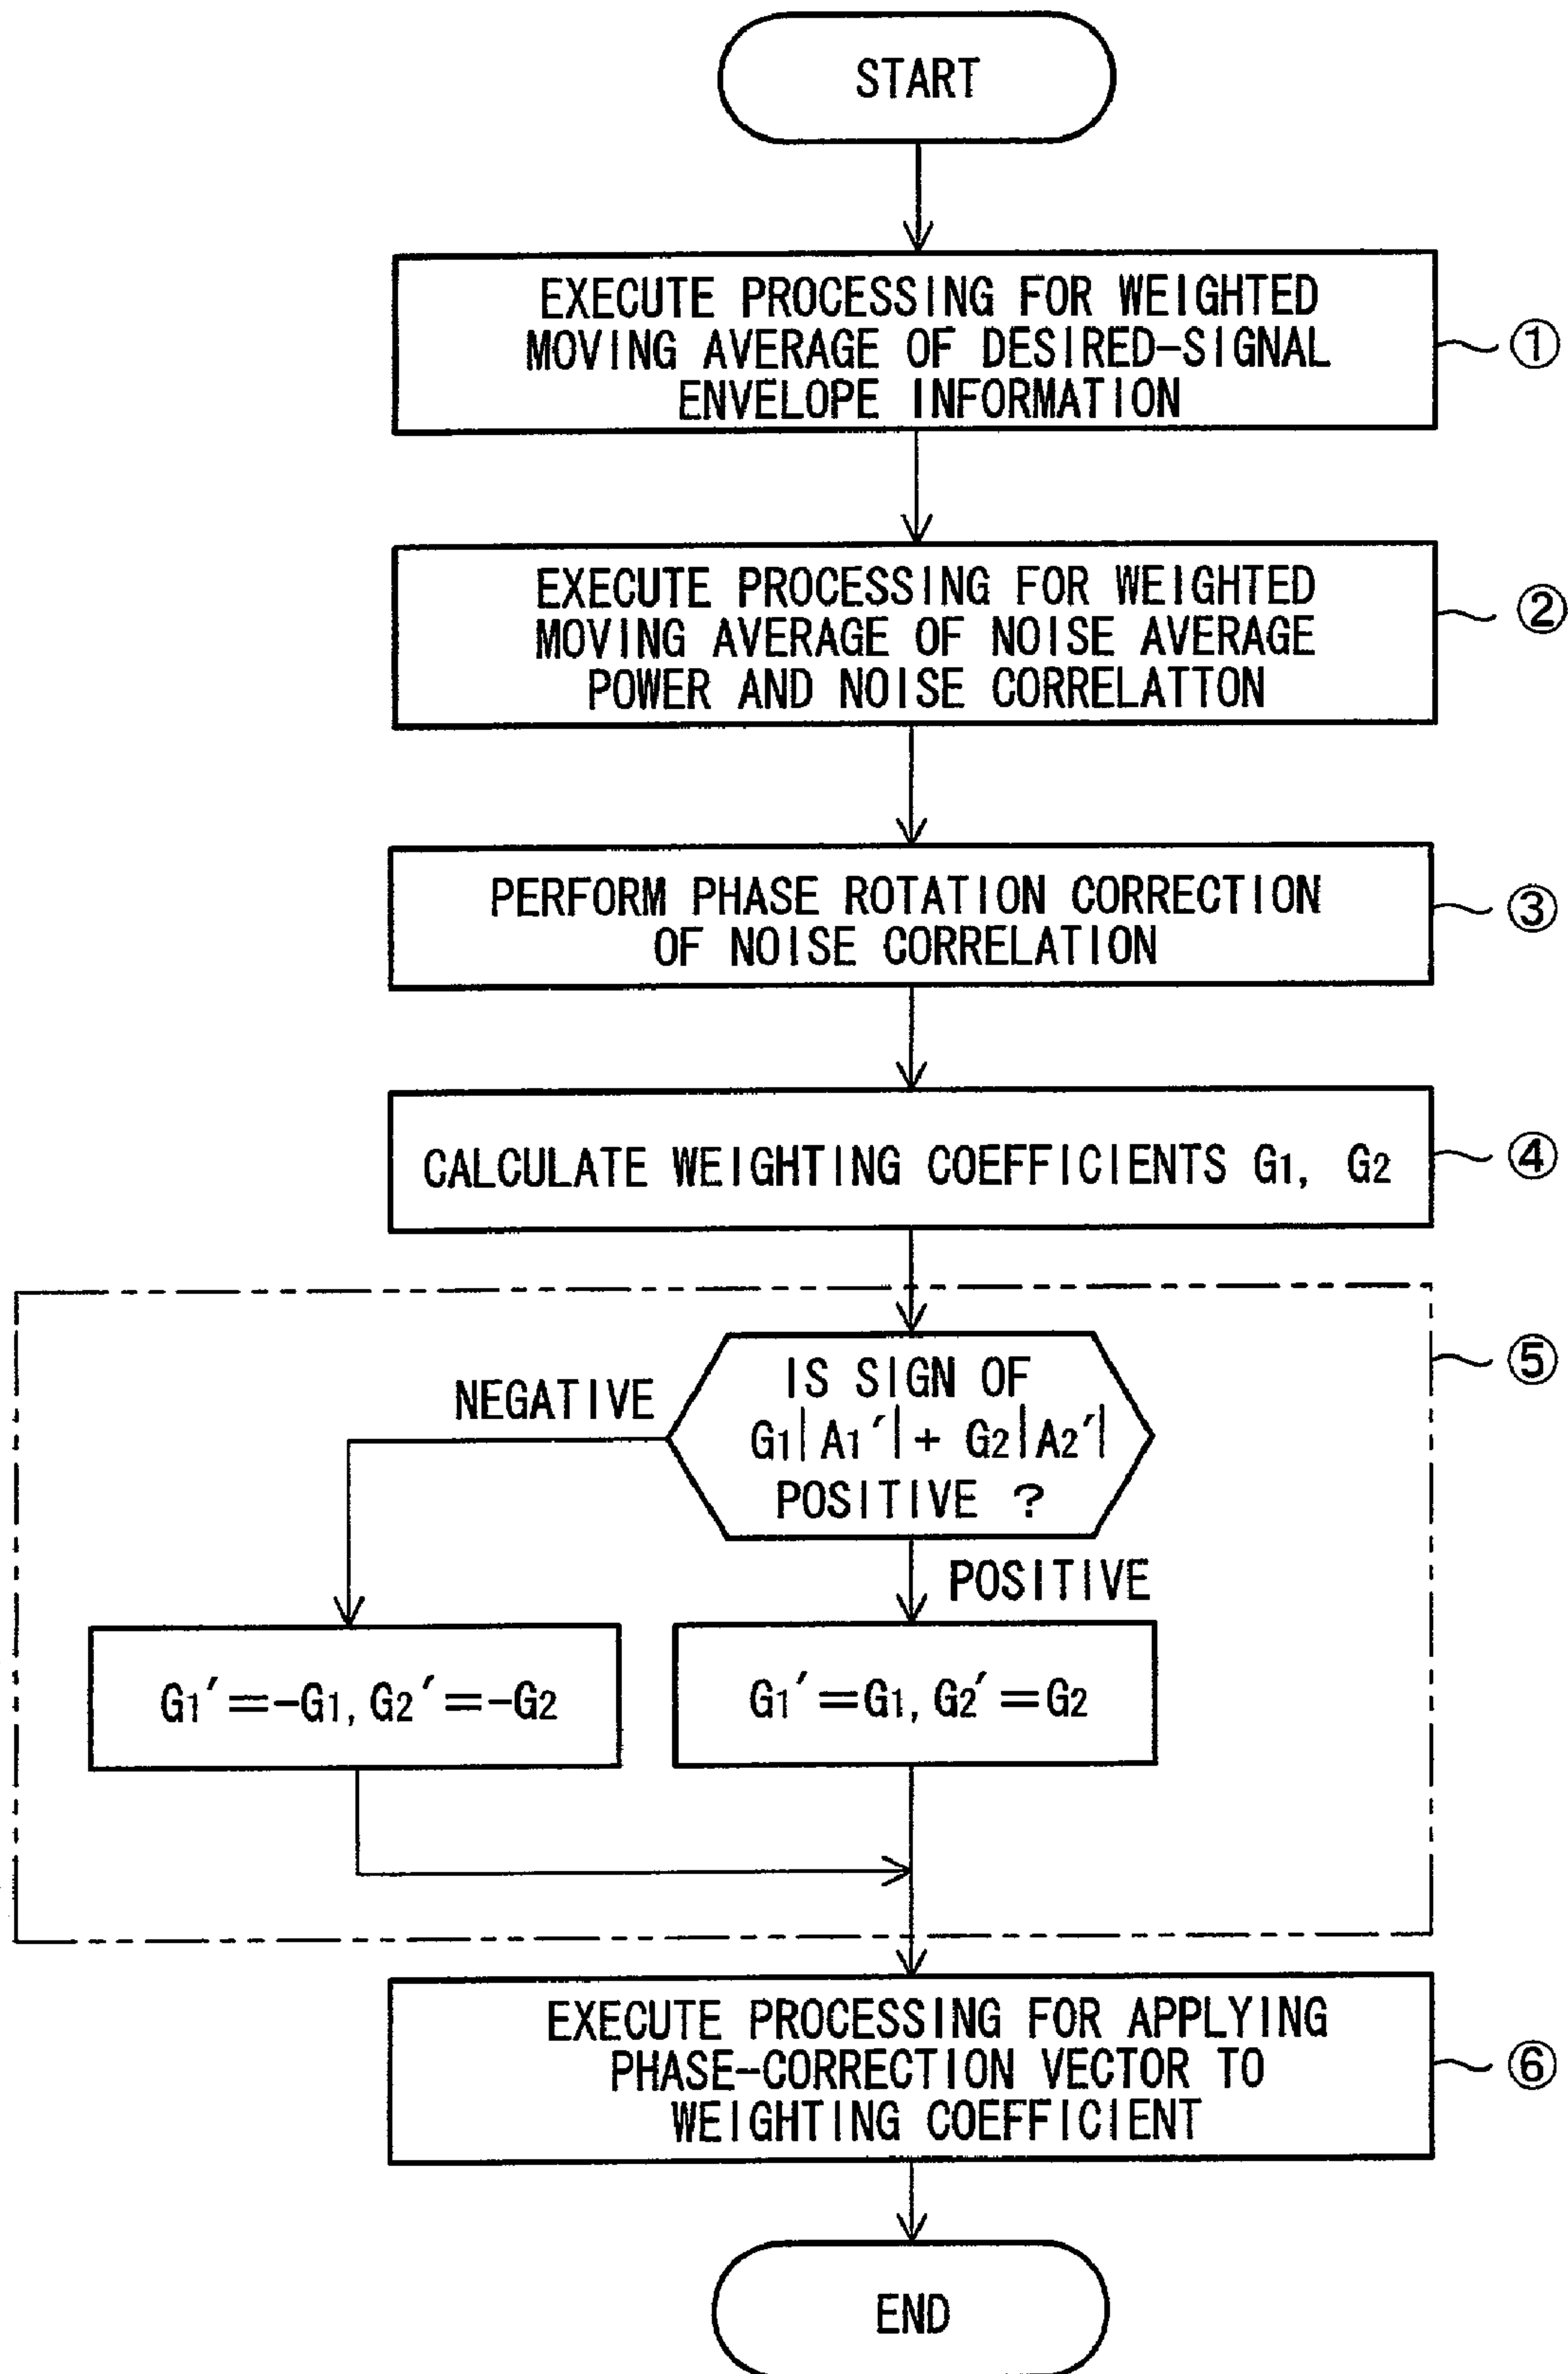 START
EXECUTE PROCESSING FOR WEIGHTED
MOVING AVERAGE OF DESIRED-SIGNAL
ENVELOPE INFORMATION
①
EXECUTE PROCESSING FOR WEIGHTED
MOVING AVERAGE OF NOISE AVERAGE
POWER AND NOISE CORRELATTON
②
PERFORM PHASE ROTATION CORRECTION
OF NOISE CORRELATION
③
CALCULATE WEIGHTING COEFFICIENTS G1, G2
④
⑤
IS SIGN OF
G1|A1′|+ G2|A2′|
POSITIVE ?
NEGATIVE
POSITIVE
G1′=-G1, G2′=-G2
G1′=G1, G2′=G2
EXECUTE PROCESSING FOR APPLYING
PHASE-CORRECTION VECTOR TO
WEIGHTING COEFFICIENT
⑥
END